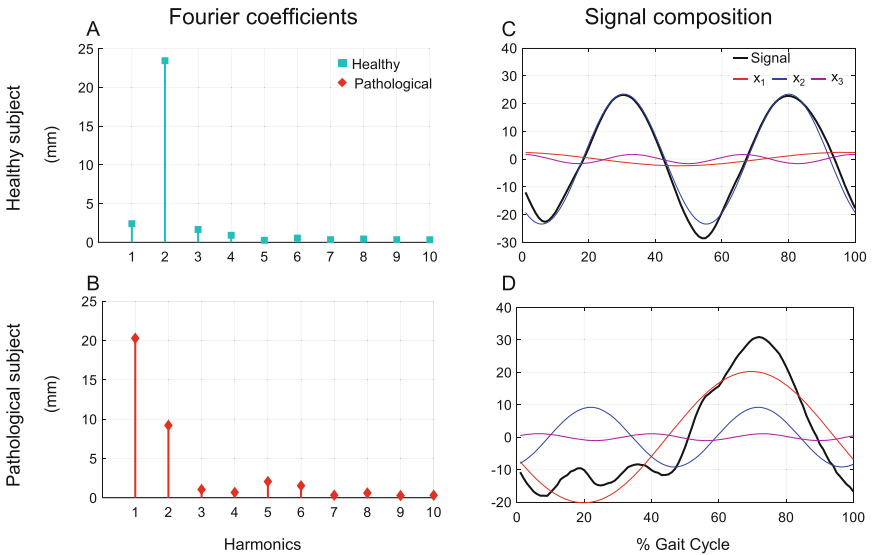 Fourier coefficients
Signal composition
A
C
25
20
15
10
5
0
1 2 3 4 5 6 7 8 9 10
Healthy
Pathological
Healthy subject
(mm)
40
30
20
10
0
-10
-20
-30
0 20 40 60 80 100
Signal
x1 x2 x3
B
D
25
20
15
10
5
0
1 2 3 4 5 6 7 8 9 10
Pathological subject
(mm)
Harmonics
40
30
20
10
0
-10
-20
0 20 40 60 80 100
% Gait Cycle